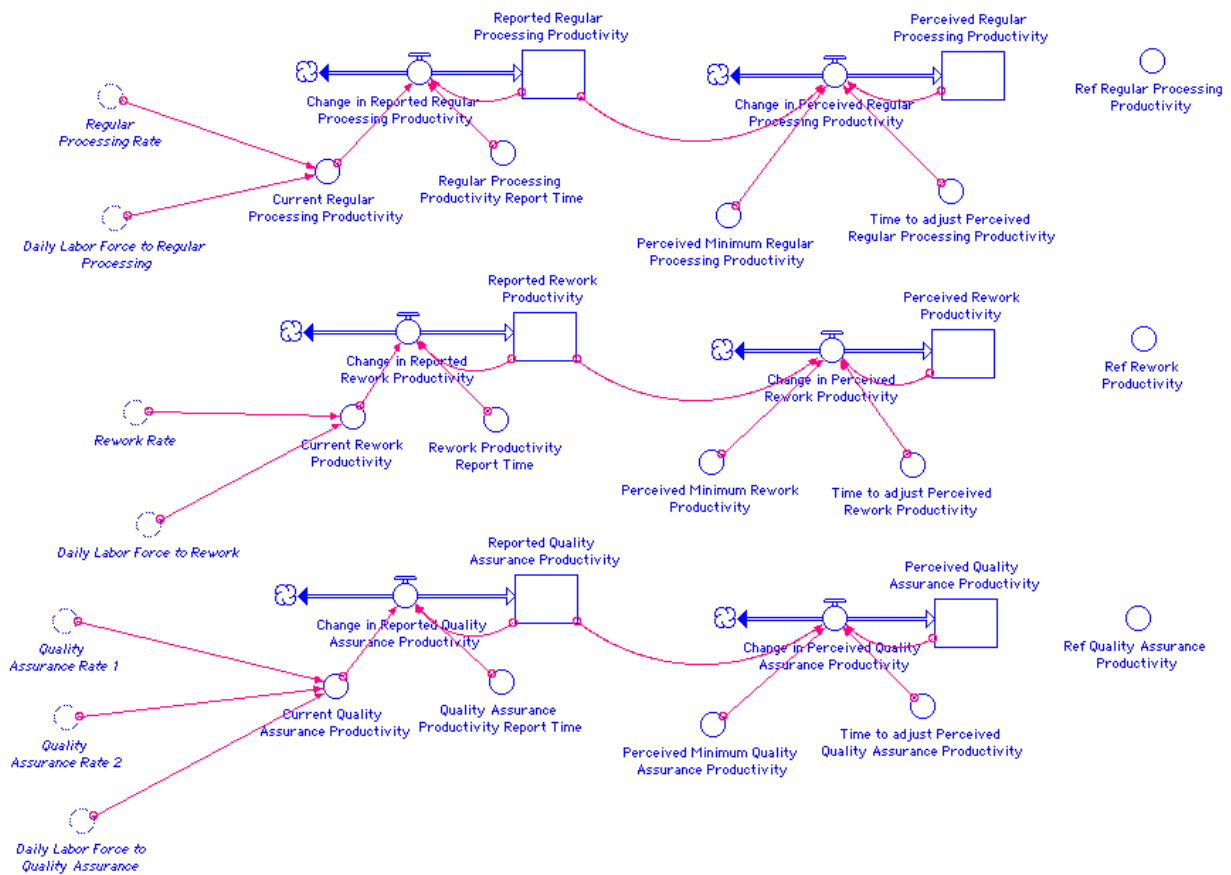 Reported Regular
Processing Productivity
Perceived Regular
Processing Productivity
Change in Reported Regular
Processing Productivity
Change in Perceived Regular
Processing Productivity
Ref Regular Processing
Productivity
Regular
Processing Rate
Current Regular
Processing Productivity
Regular Processing
Productivity Report Time
Daily Labor Force to Regular
Processing
Perceived Minimum Regular
Processing Productivity
Time to adjust Perceived
Regular Processing Productivity
Reported Rework
Productivity
Perceived Rework
Productivity
Change in Reported
Rework Productivity
Change in Perceived
Rework Productivity
Ref Rework
Productivity
Rework Rate
Current Rework
Productivity
Rework Productivity
Report Time
Perceived Minimum Rework
Productivity
Time to adjust Perceived
Rework Productivity
Daily Labor Force to Rework
Reported Quality
Assurance Productivity
Perceived Quality
Assurance Productivity
Change in Reported Quality
Assurance Productivity
Change in Perceived Quality
Assurance Productivity
Ref Quality Assurance
Productivity
Quality
Assurance Rate 1
Current Quality
Assurance Productivity
Quality Assurance
Productivity Report Time
Quality
Assurance Rate 2
Perceived Minimum Quality
Assurance Productivity
Time to adjust Perceived
Quality Assurance Productivity
Daily Labor Force to
Quality Assurance